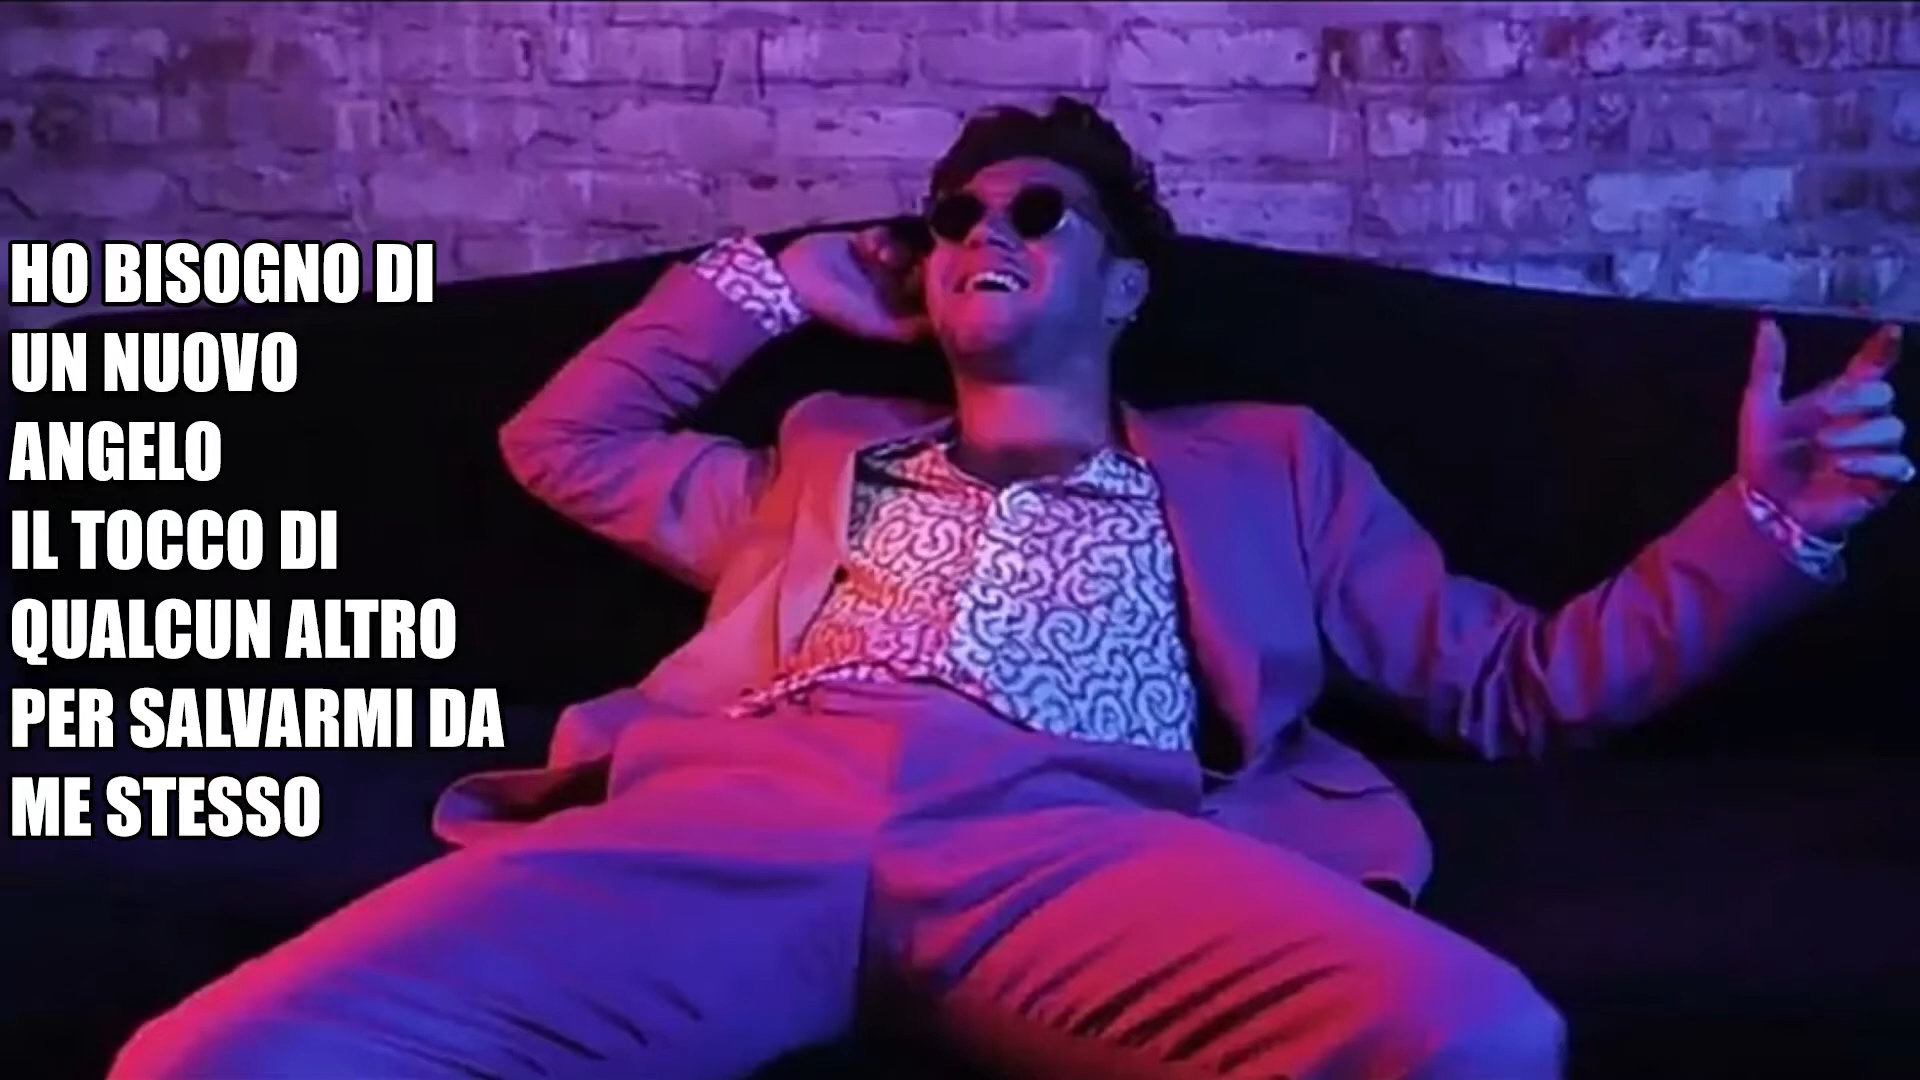 HO BISOGNO DI
UN NUOVO
ANGELO
IL TOCCO DI
QUALCUN ALTRO
PER SALVARMI DA
ME STESSO